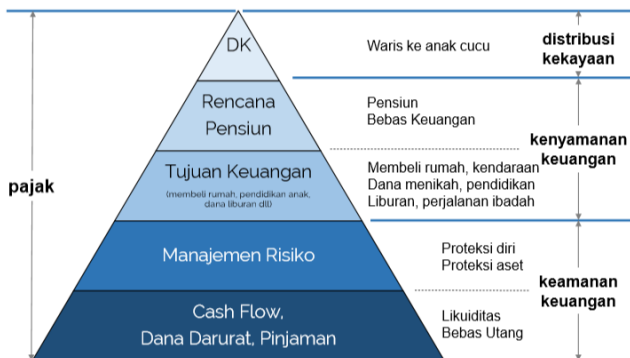 DK
Waris ke anak cucu
distribusi
kekayaan
Rencana
Pensiun
Pensiun
Bebas Keuangan
kenyamanan
keuangan
Tujuan Keuangan
(membeli rumah, pendidikan anak,
dana liburan dll)
Membeli rumah, kendaraan
Dana menikah, pendidikan
Liburan, perjalanan ibadah
pajak
Manajemen Risiko
Proteksi diri
Proteksi aset
keamanan
keuangan
Cash Flow,
Dana Darurat, Pinjaman
Likuiditas
Bebas Utang